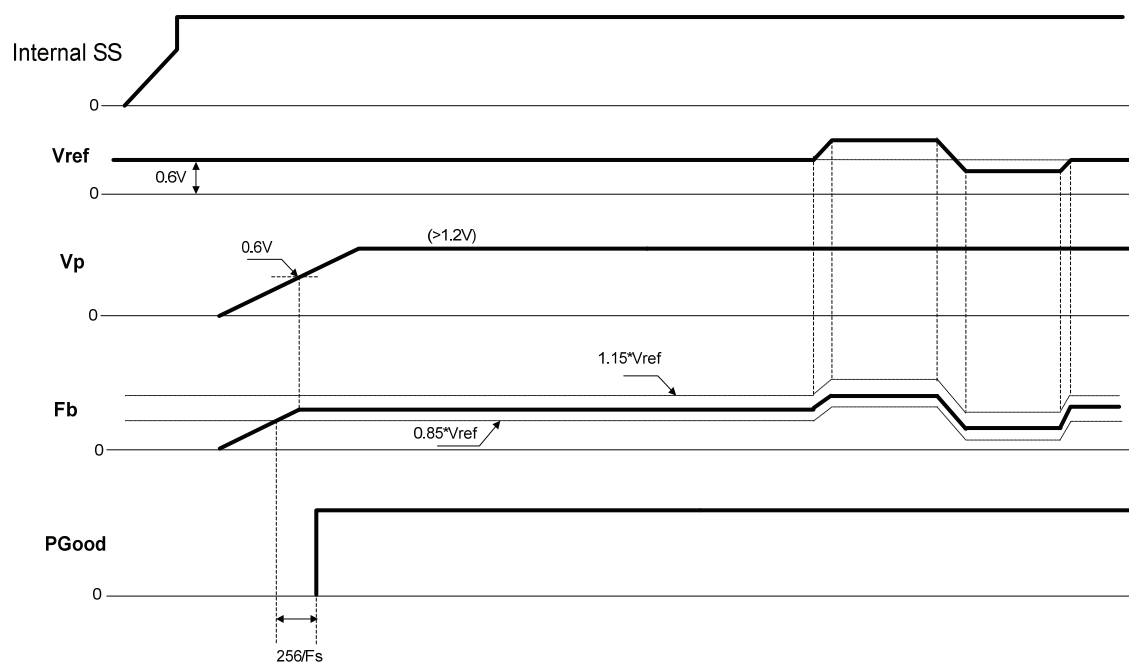 Internal SS
0
Vref
0.6V
0
0.6V
(>1.2V)
Vp
0
1.15*Vref
Fb
0.85*Vref
0
PGood
0
256/Fs